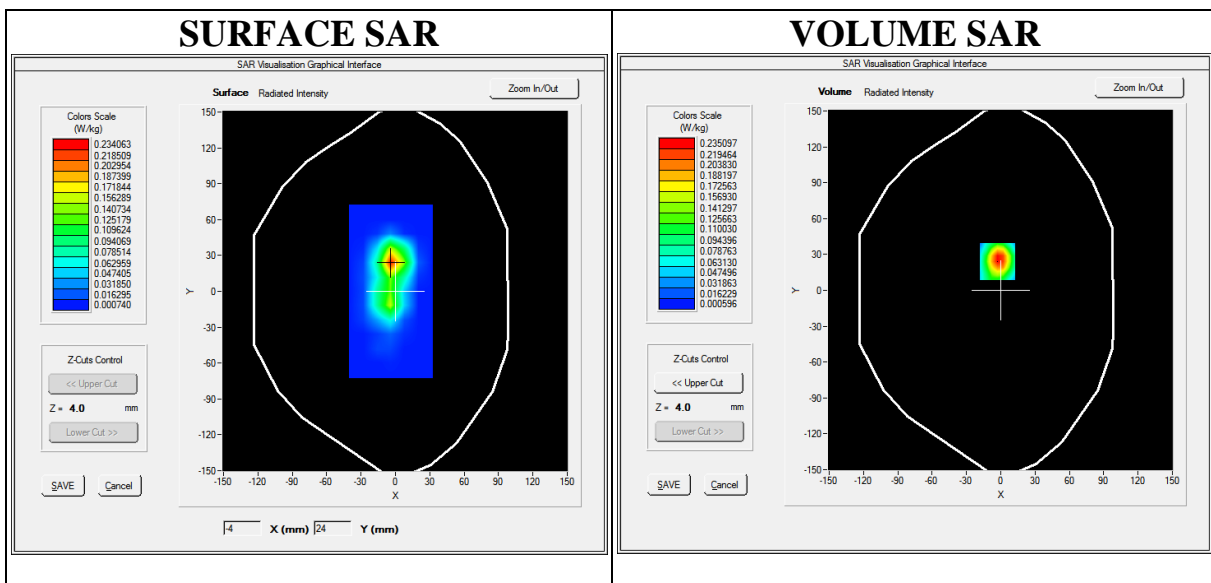 SURFACE SAR
SAR Visualisation Graphical Interface
Surface Radiated Intensity
Zoom In/Out
Colors Scale
(W/kg)
0.234063
0.218509
0.202954
0.187399
0.171844
0.156289
0.140734
0.125179
0.109624
0.094069
0.078514
0.062959
0.047405
0.031850
0.016295
0.000740
Z-Cuts Control
<< Upper Cut
Z = 4.0 mm
Lower Cut >>
SAVE Cancel
150
120
90
60
30
0
-30
-60
-90
-120
-150
Y
-150 -120 -90 -60 -30 0 30 60 90 120 150
X
-4 X (mm) 24 Y (mm)
VOLUME SAR
SAR Visualisation Graphical Interface
Volume Radiated Intensity
Zoom In/Out
Colors Scale
(W/kg)
0.235097
0.219464
0.203830
0.188197
0.172563
0.156930
0.141297
0.125663
0.110030
0.094396
0.078763
0.063130
0.047496
0.031863
0.016229
0.000596
Z-Cuts Control
<< Upper Cut
Z = 4.0 mm
Lower Cut >>
SAVE Cancel
150
120
90
60
30
0
-30
-60
-90
-120
-150
Y
-150 -120 -90 -60 -30 0 30 60 90 120 150
X